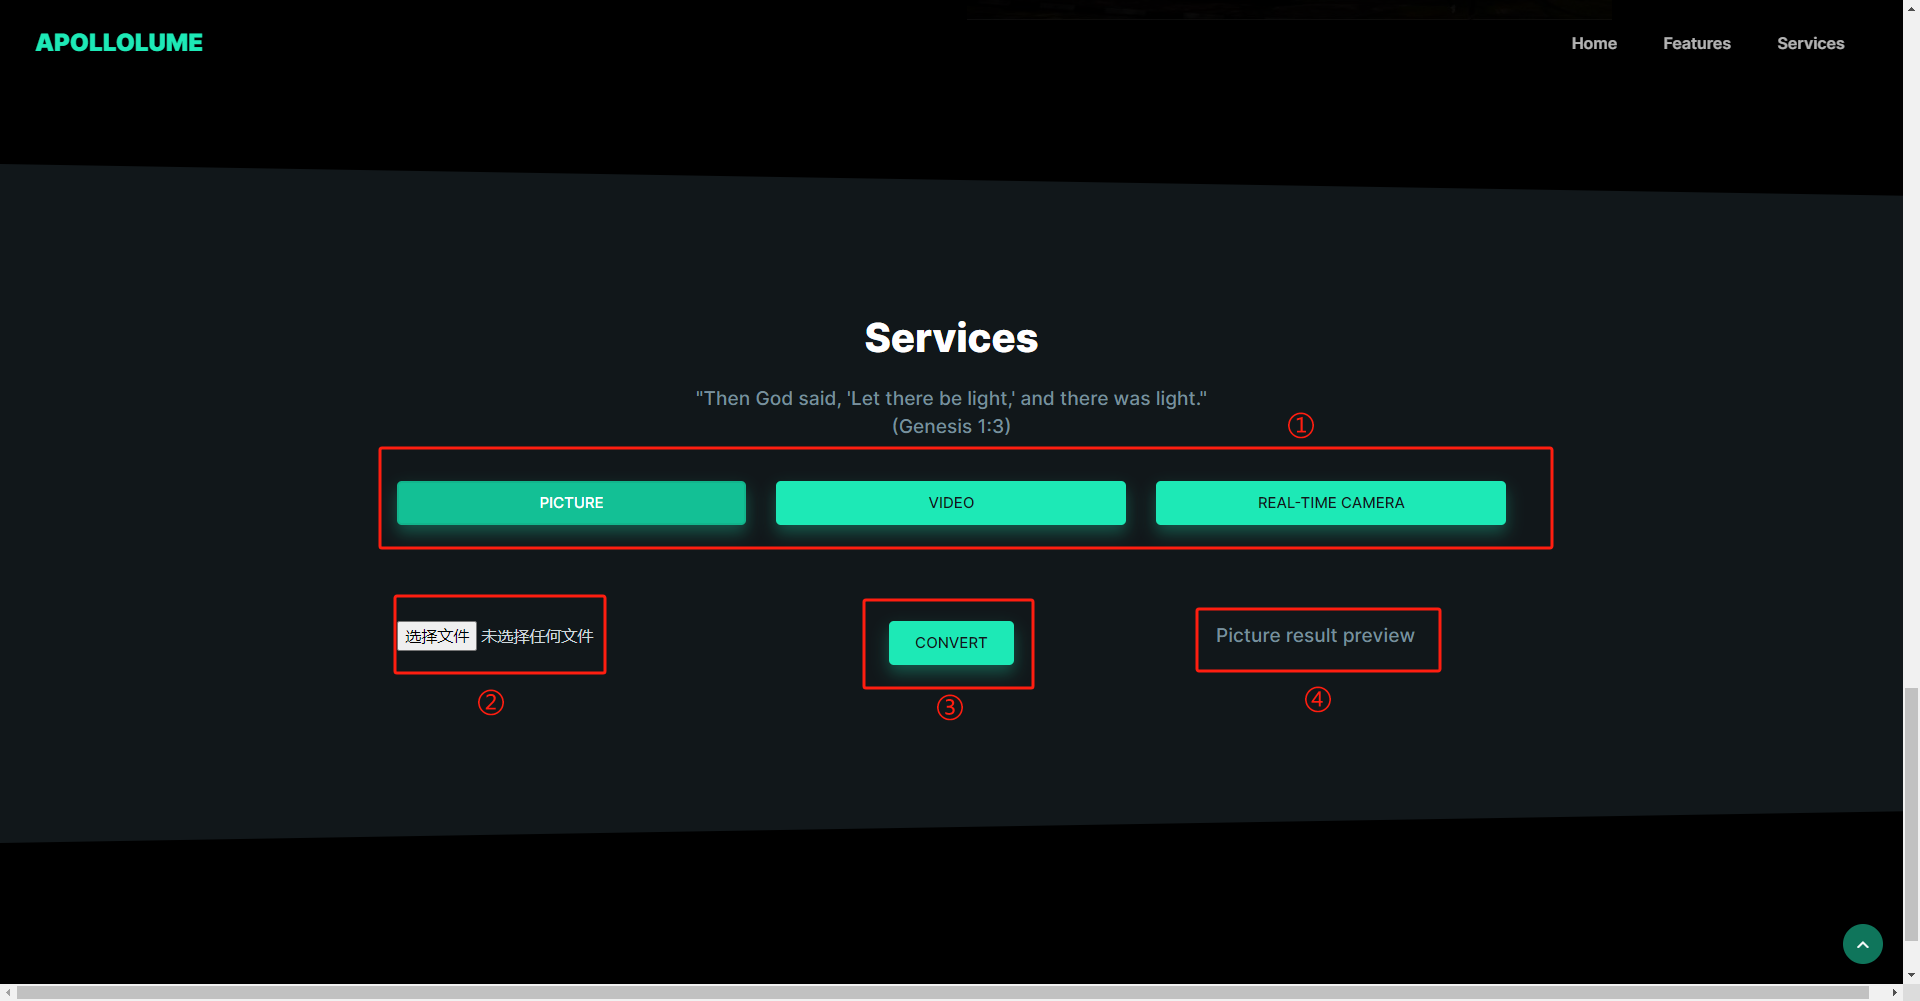 APOLLOLUME
Home Features Services
Services
"Then God said, 'Let there be light,' and there was light."
(Genesis 1:3)
①
PICTURE VIDEO REAL-TIME CAMERA
选择文件 未选择任何文件 CONVERT Picture result preview
② ③ ④